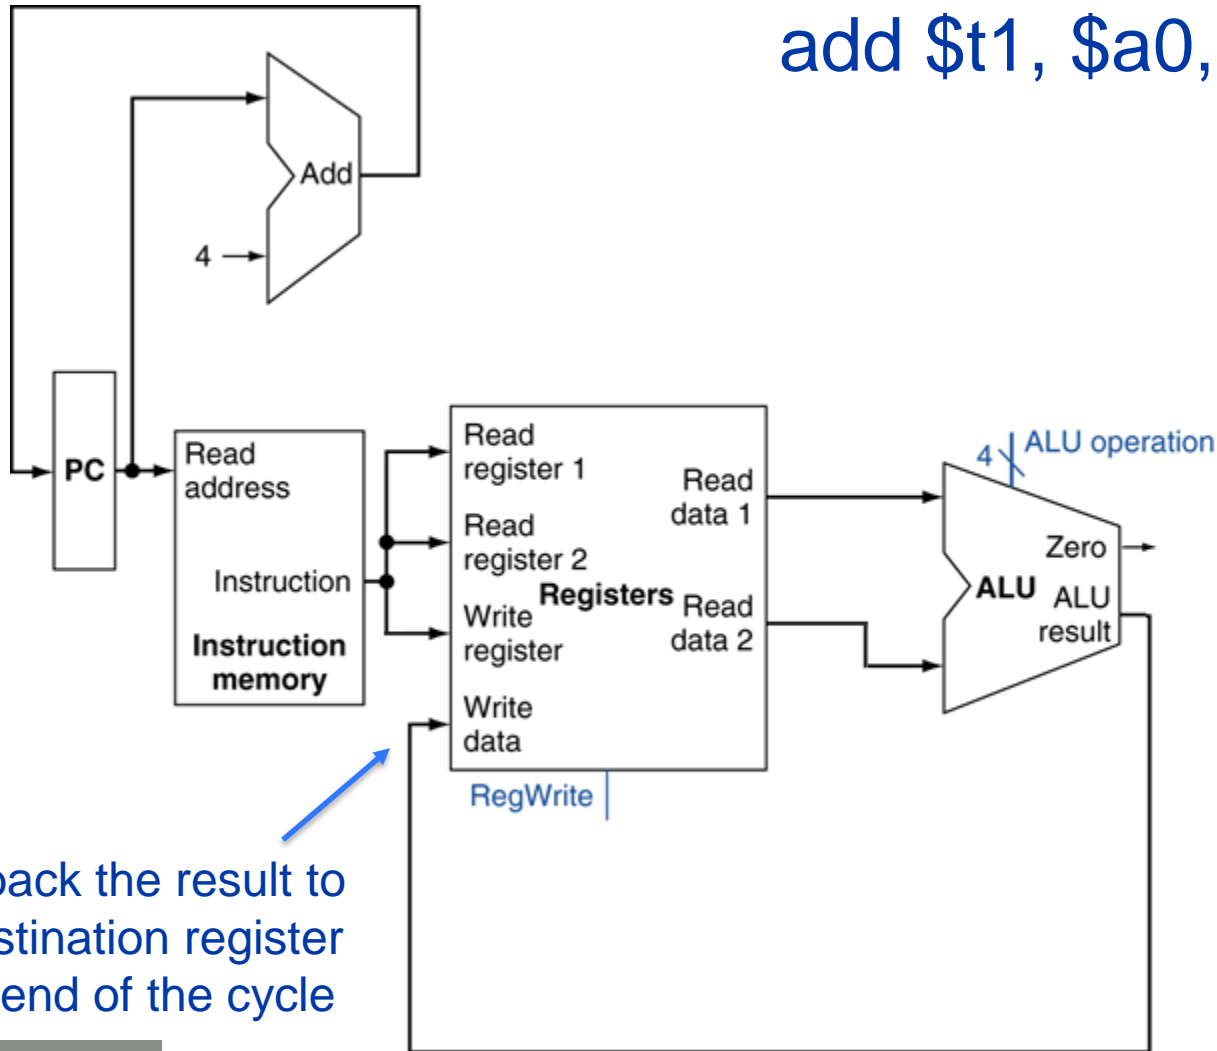 add $t1, $a0,
Add
4
PC
Read
address
Instruction
Instruction
memory
Read
register 1
Read
register 2
Write
register
Write
data
Registers
Read
data 1
Read
data 2
RegWrite
4
ALU operation
Zero
ALU
ALU
result
back the result to
stination register
end of the cycle